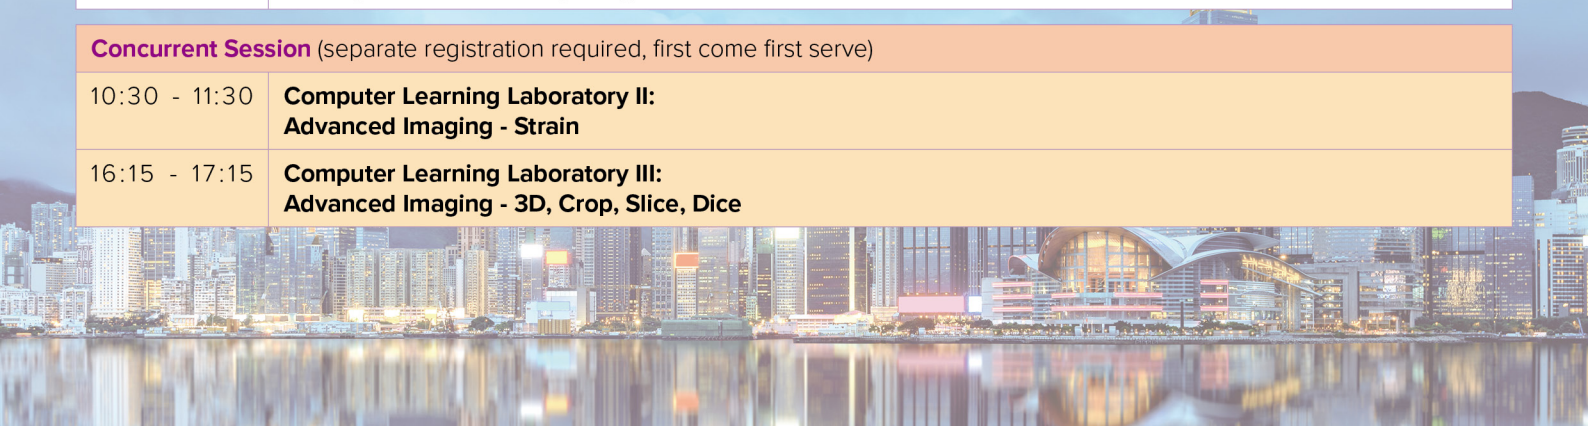 Concurrent Session (separate registration required, first come first serve)
10:30 - 11:30
Computer Learning Laboratory II:
Advanced Imaging - Strain
16:15 - 17:15
Computer Learning Laboratory III:
Advanced Imaging - 3D, Crop, Slice, Dice